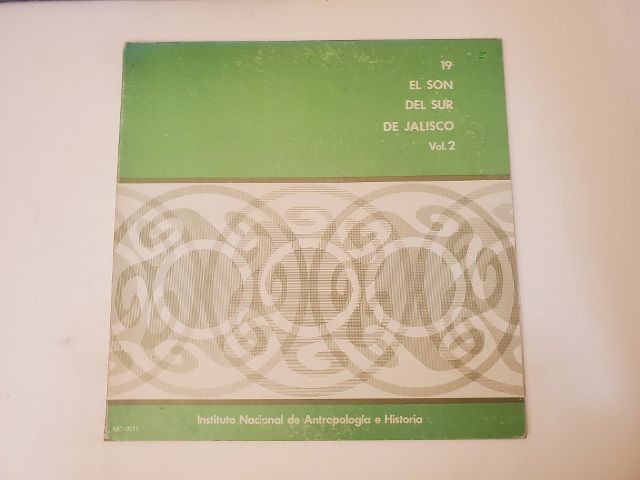 19
EL SON
DEL SUR
DE JALISCO
Vol. 2
Instituto Nacional de Antropología e Historia